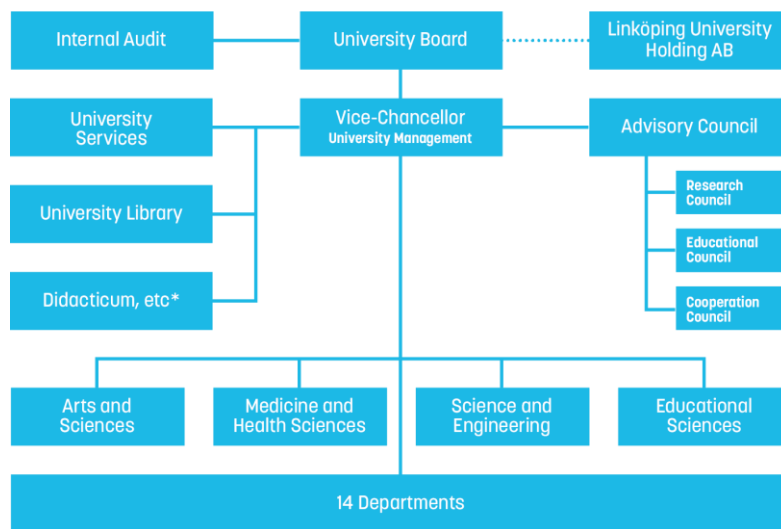 Internal Audit
University Board
Linköping University
Holding AB
University
Services
Vice-Chancellor
University Management
Advisory Council
Research
Council
University Library
Educational
Council
Didacticum, etc*
Cooperation
Council
Arts and
Sciences
Medicine and
Health Sciences
Science and
Engineering
Educational
Sciences
14 Departments